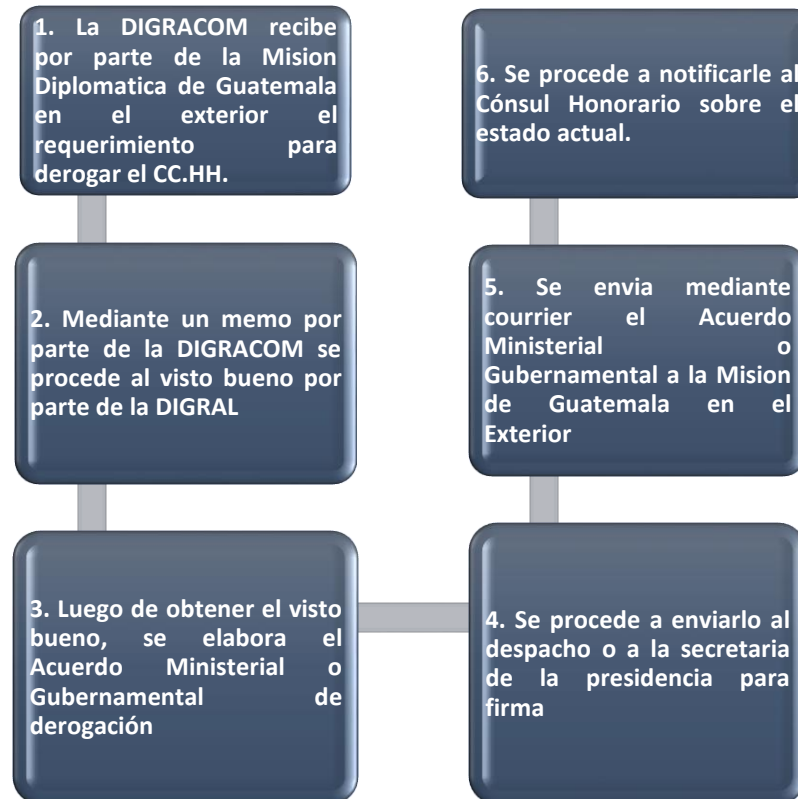 1. La DIGRACOM recibe
por parte de la Mision
Diplomatica de Guatemala
en el exterior el
requerimiento para
derogar el CC.HH.
2. Mediante un memo por
parte de la DIGRACOM se
procede al visto bueno por
parte de la DIGRAL
3. Luego de obtener el visto
bueno, se elabora el
Acuerdo Ministerial o
Gubernamental de
derogación
4. Se procede a enviarlo al
despacho o a la secretaria
de la presidencia para
firma
5. Se envia mediante
courrier el Acuerdo
Ministerial o
Gubernamental a la Mision
de Guatemala en el
Exterior
6. Se procede a notificarle al
Cónsul Honorario sobre el
estado actual.